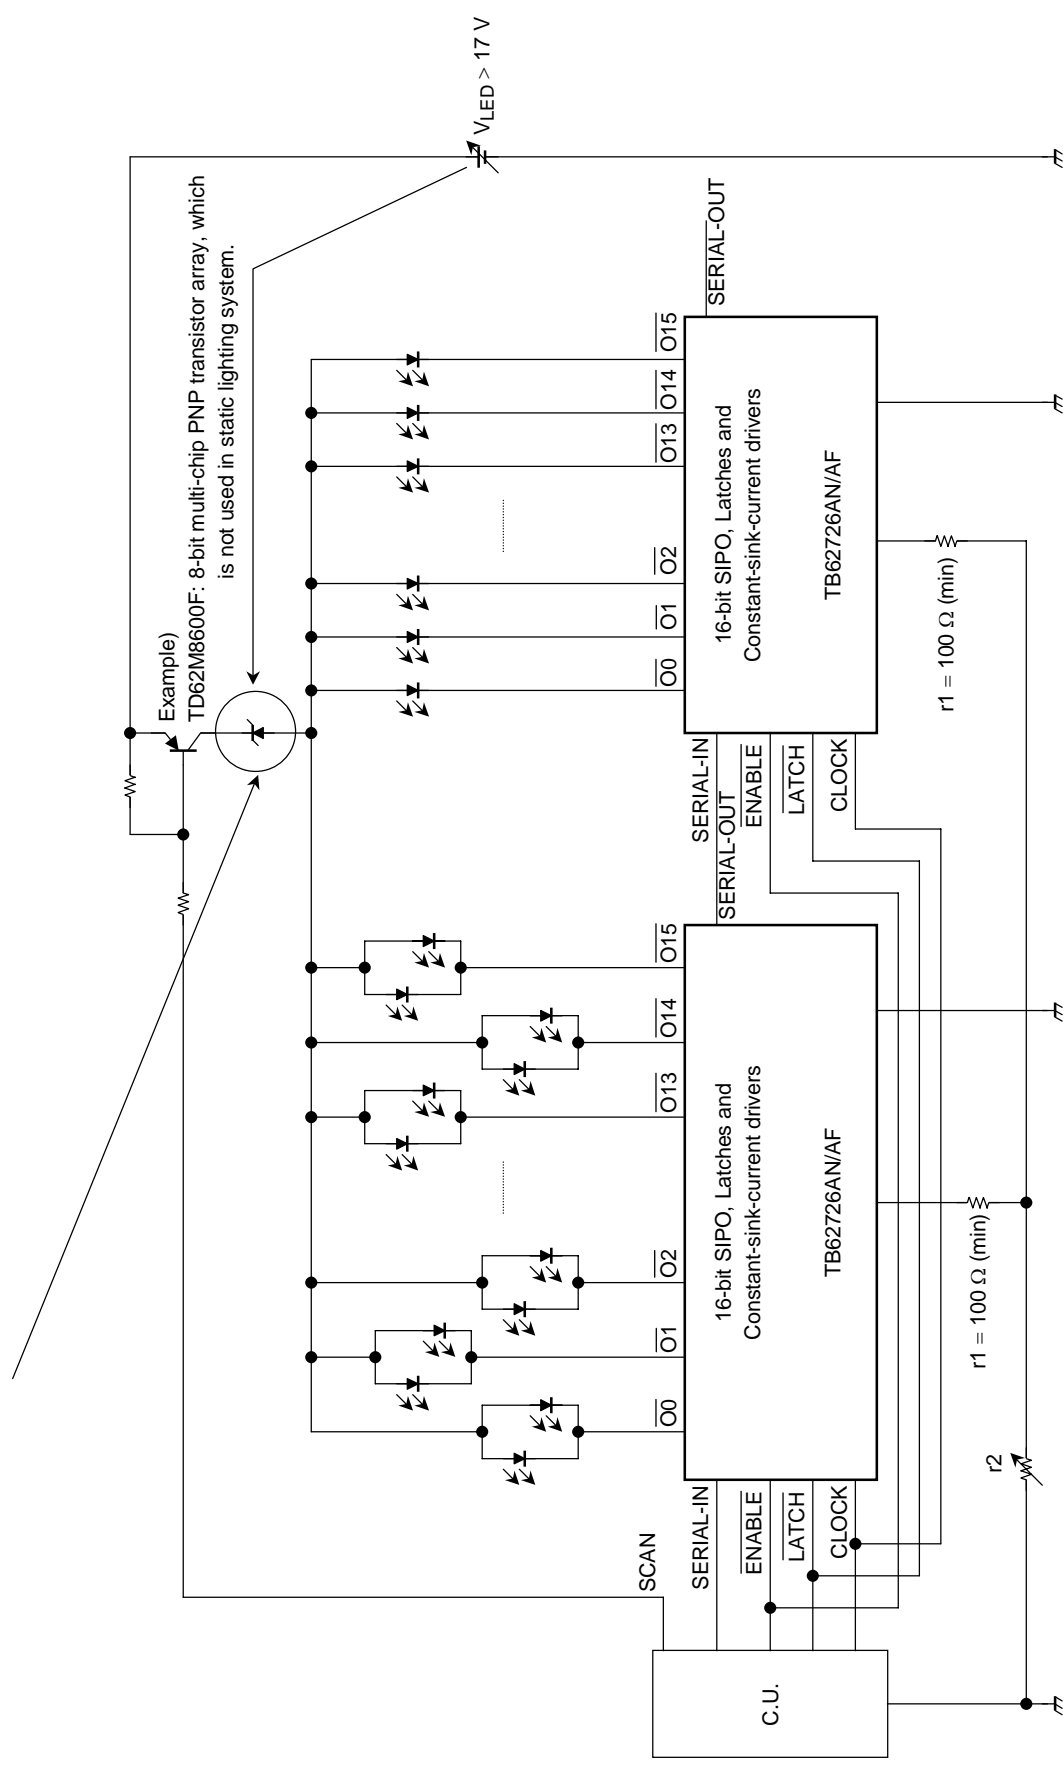 Example)
TD62M8600F: 8-bit multi-chip PNP transistor array, which
is not used in static lighting system.
VLED > 17 V
SCAN
O0
O1
O2
O13
O14
O15
O0
O1
O2
O13
O14
O15
SERIAL-IN
ENABLE
LATCH
CLOCK
16-bit SIPO, Latches and
Constant-sink-current drivers
TB62726AN/AF
SERIAL-OUT
SERIAL-IN
ENABLE
LATCH
CLOCK
16-bit SIPO, Latches and
Constant-sink-current drivers
TB62726AN/AF
SERIAL-OUT
C.U.
r1 = 100 Ω (min)
r1 = 100 Ω (min)
r2